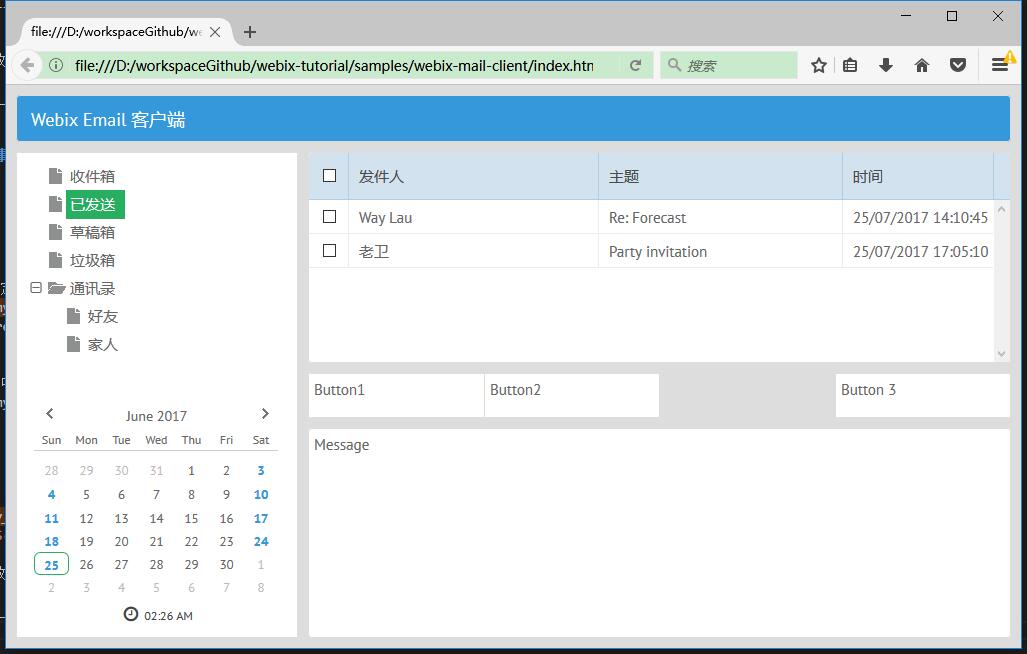 file:///D:/workspaceGithub/we
file:///D:/workspaceGithub/webix-tutorial/samples/webix-mail-client/index.htm
搜索
Webix Email 客户端
收件箱
已发送
草稿箱
垃圾箱
通讯录
好友
家人
June 2017
Sun Mon Tue Wed Thu Fri Sat
28 29 30 31 1 2 3
4 5 6 7 8 9 10
11 12 13 14 15 16 17
18 19 20 21 22 23 24
25 26 27 28 29 30 1
2 3 4 5 6 7 8
02:26 AM
发件人 主题 时间
Way Lau Re: Forecast 25/07/2017 14:10:45
老卫 Party invitation 25/07/2017 17:05:10
Button1 Button2 Button 3
Message